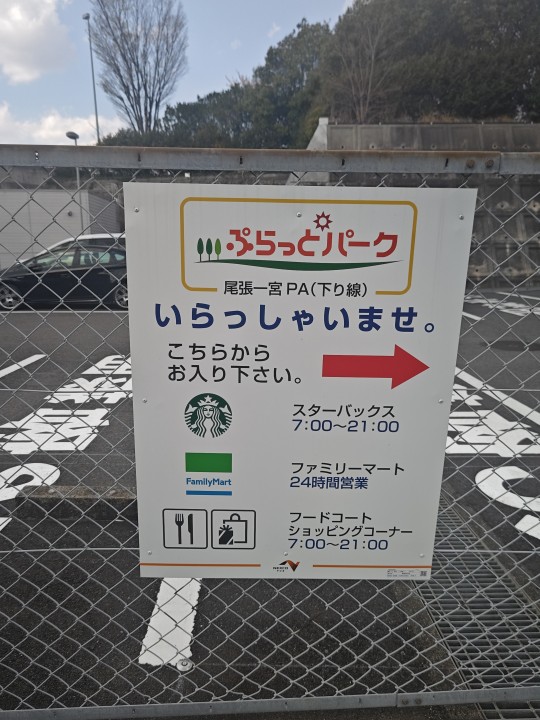 ぷらっとパーク
尾張一宮PA(下り線)
いらっしゃいませ。
こちらから
お入り下さい。
スターバックス
7:00〜21:00
FamilyMart
ファミリーマート
24時間営業
フードコート
ショッピングコーナー
7:00〜21:00